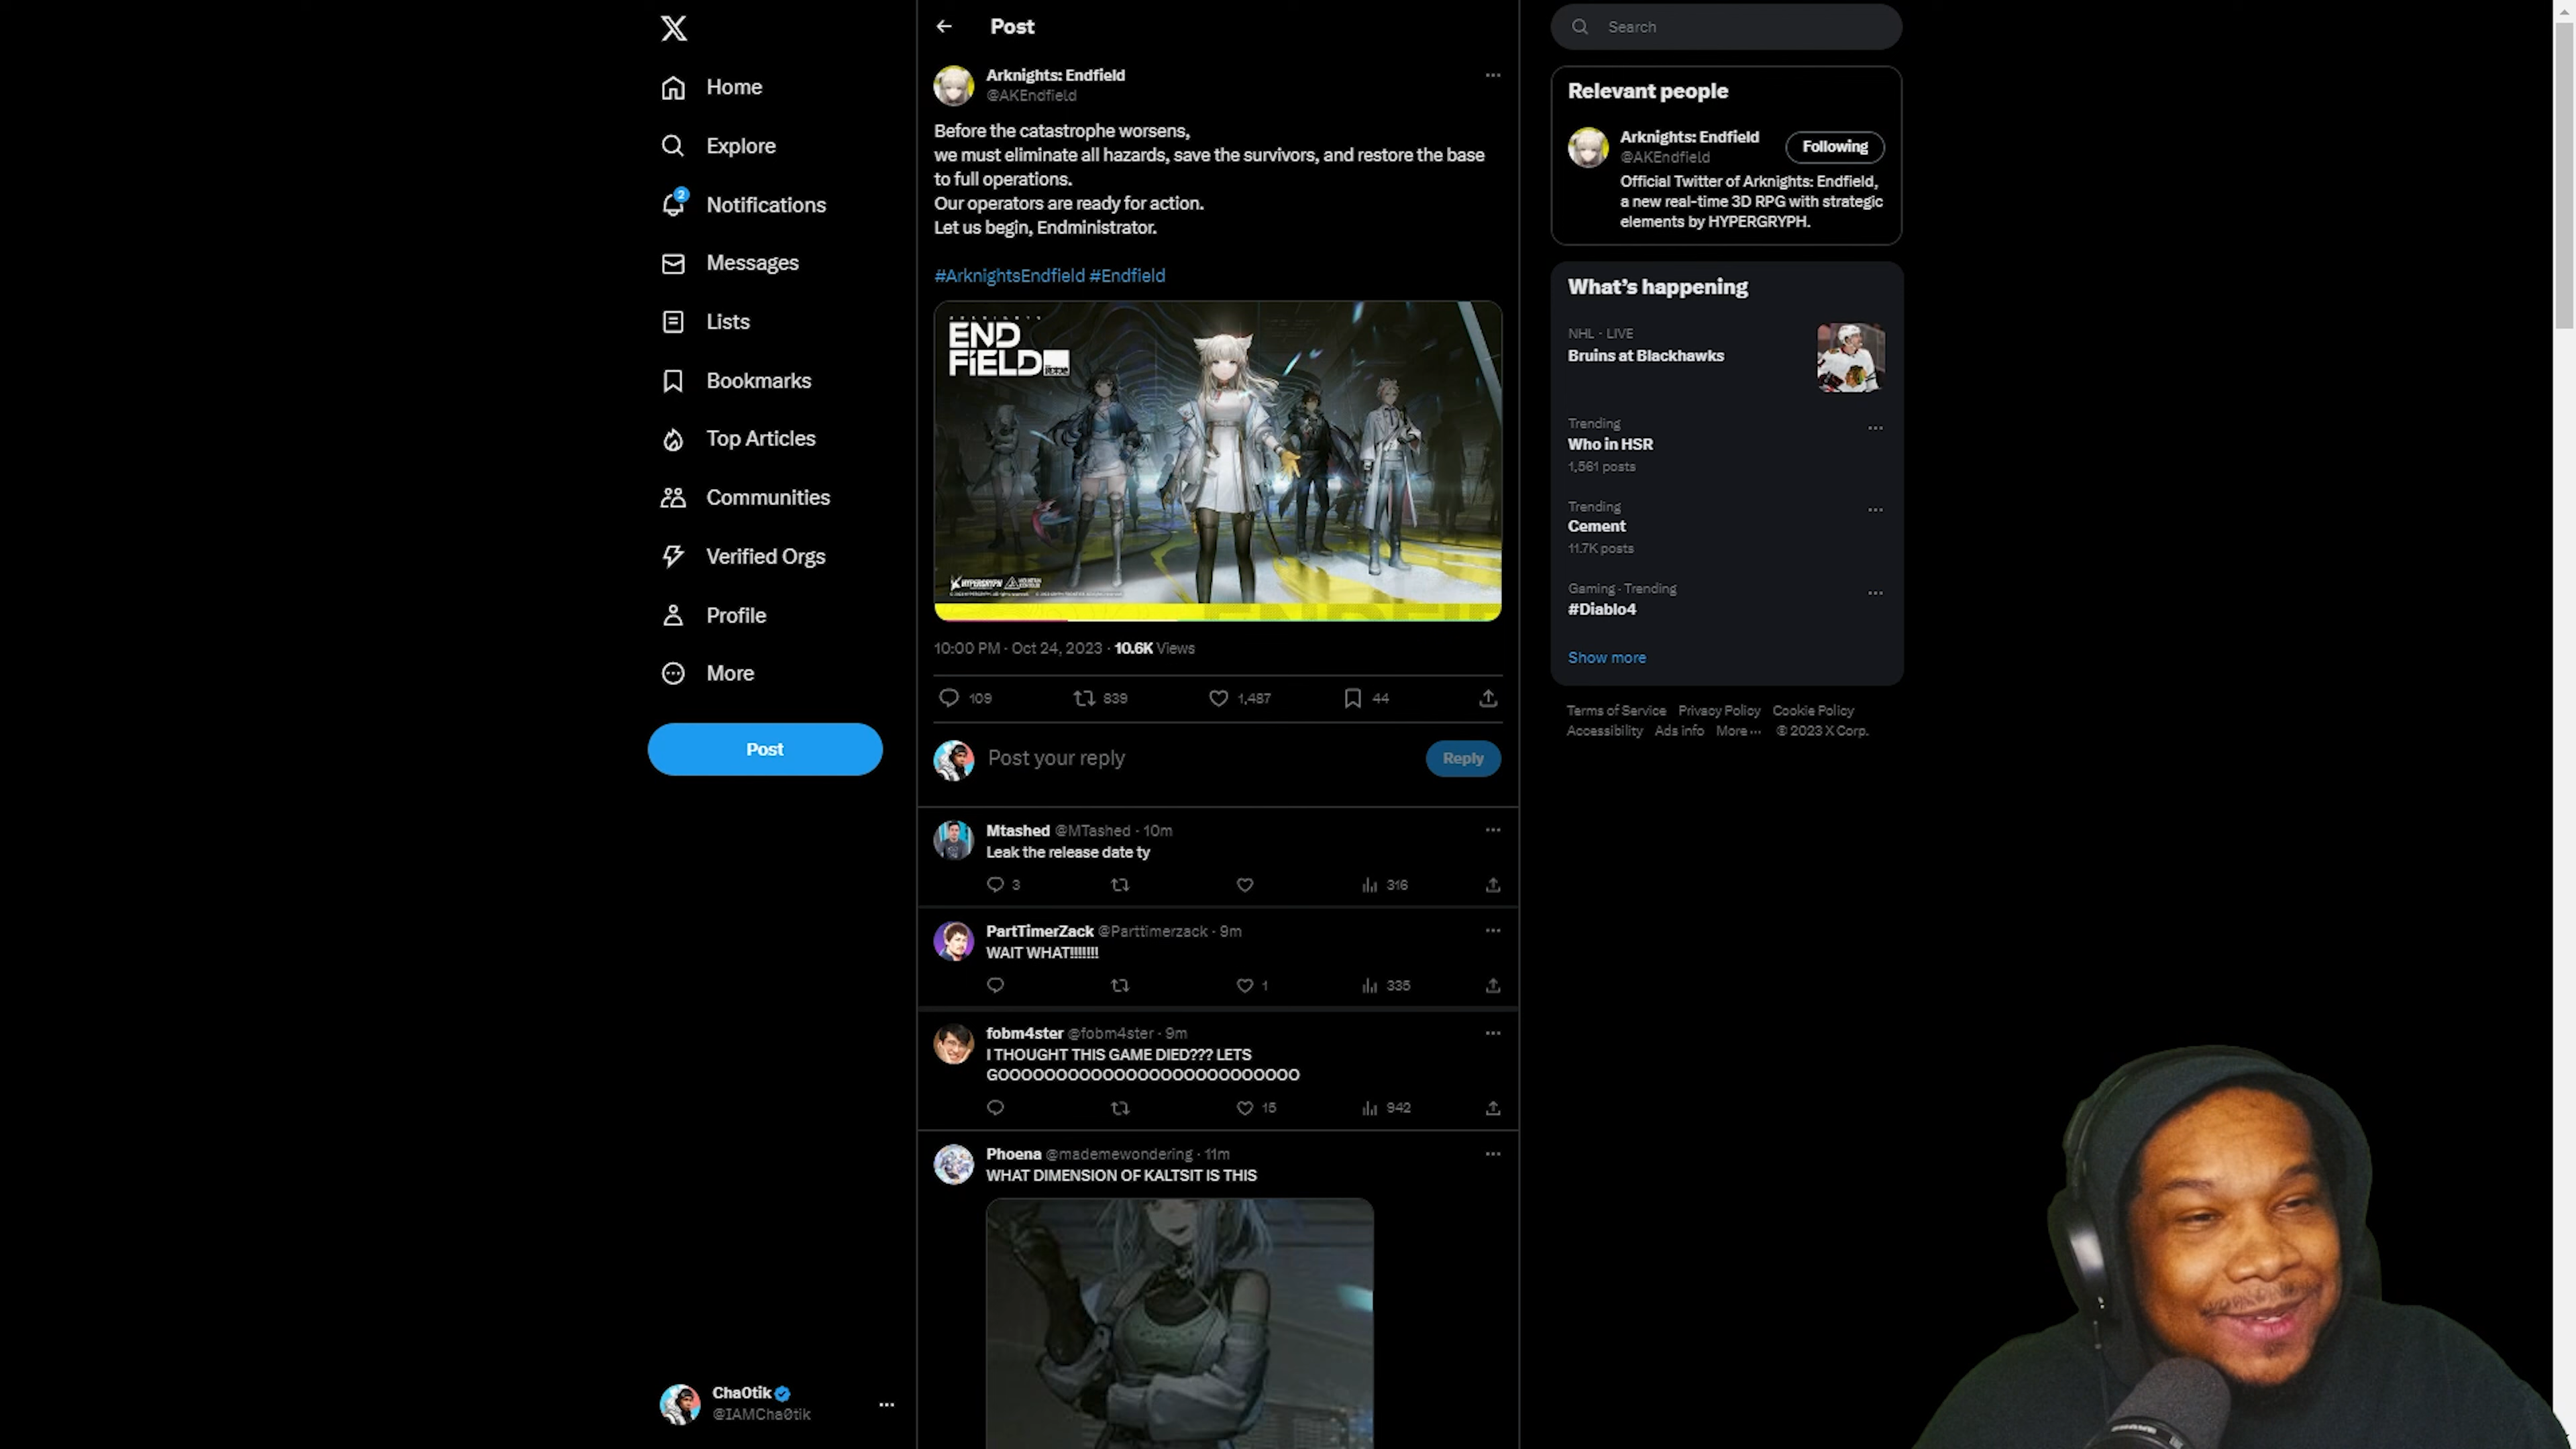 Post
Search
Home
Explore
2
Notifications
Messages
Lists
Bookmarks
Top Articles
Communities
Verified Orgs
Profile
More
Post
Cha0tik
@IAMCha0tik
Arknights: Endfield
@AKEndfield
Before the catastrophe worsens,
we must eliminate all hazards, save the survivors, and restore the base
to full operations.
Our operators are ready for action.
Let us begin, Endministrator.
#ArknightsEndfield #Endfield
ARKNIGHTS
END
FIELD
HYPERGRYPH
ENDFIELD
10:00 PM · Oct 24, 2023 · 10.6K Views
109 839 1,487 44
Post your reply
Reply
Mtashed @MTashed · 10m
Leak the release date ty
3 316
PartTimerZack @Parttimerzack · 9m
WAIT WHAT!!!!!!!
1 335
fobm4ster @fobm4ster · 9m
I THOUGHT THIS GAME DIED??? LETS
GOOOOOOOOOOOOOOOOOOOOOOOOOO
15 942
Phoena @mademewondering · 11m
WHAT DIMENSION OF KALTSIT IS THIS
Relevant people
Arknights: Endfield
@AKEndfield
Following
Official Twitter of Arknights: Endfield,
a new real-time 3D RPG with strategic
elements by HYPERGRYPH.
What's happening
NHL · LIVE
Bruins at Blackhawks
Trending
Who in HSR
1,561 posts
Trending
Cement
11.7K posts
Gaming · Trending
#Diablo4
Show more
Terms of Service Privacy Policy Cookie Policy
Accessibility Ads info More ··· © 2023 X Corp.